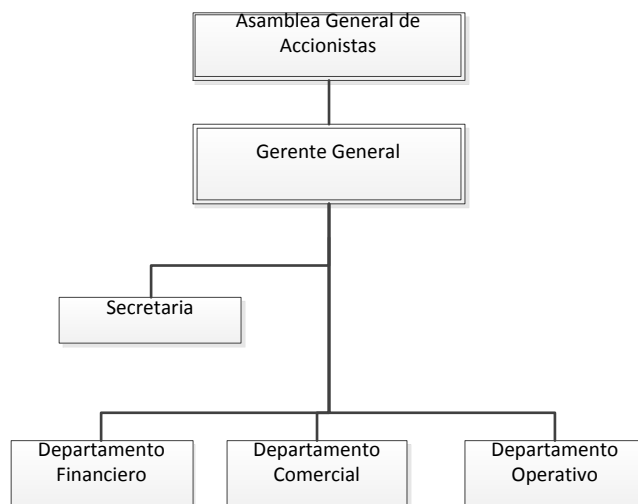 Asamblea General de
Accionistas
Gerente General
Secretaria
Departamento
Financiero
Departamento
Comercial
Departamento
Operativo